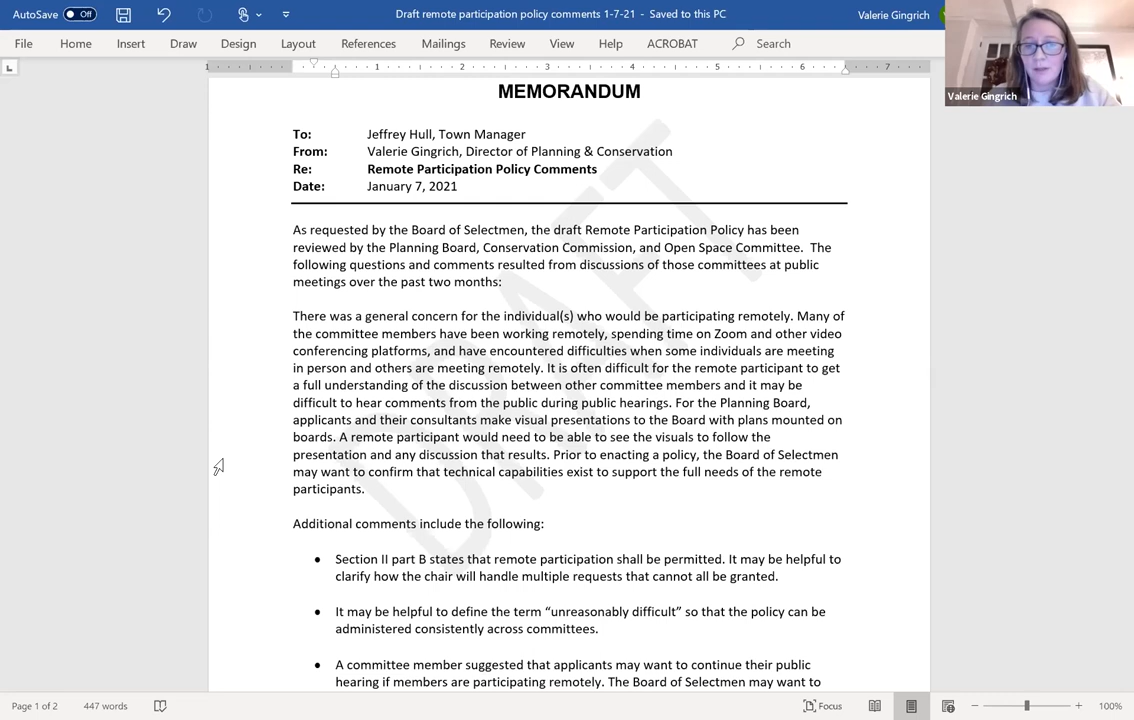 AutoSave Off Draft remote participation policy comments 1-7-21 - Saved to this PC Valerie Gingrich
File Home Insert Draw Design Layout References Mailings Review View Help ACROBAT Search
Valerie Gingrich
1 1 2 3 4 5 6 7
MEMORANDUM
To: Jeffrey Hull, Town Manager
From: Valerie Gingrich, Director of Planning & Conservation
Re: Remote Participation Policy Comments
Date: January 7, 2021
DRAFT
As requested by the Board of Selectmen, the draft Remote Participation Policy has been
reviewed by the Planning Board, Conservation Commission, and Open Space Committee. The
following questions and comments resulted from discussions of those committees at public
meetings over the past two months:
There was a general concern for the individual(s) who would be participating remotely. Many of
the committee members have been working remotely, spending time on Zoom and other video
conferencing platforms, and have encountered difficulties when some individuals are meeting
in person and others are meeting remotely. It is often difficult for the remote participant to get
a full understanding of the discussion between other committee members and it may be
difficult to hear comments from the public during public hearings. For the Planning Board,
applicants and their consultants make visual presentations to the Board with plans mounted on
boards. A remote participant would need to be able to see the visuals to follow the
presentation and any discussion that results. Prior to enacting a policy, the Board of Selectmen
may want to confirm that technical capabilities exist to support the full needs of the remote
participants.
Additional comments include the following:
• Section II part B states that remote participation shall be permitted. It may be helpful to
clarify how the chair will handle multiple requests that cannot all be granted.
• It may be helpful to define the term “unreasonably difficult” so that the policy can be
administered consistently across committees.
• A committee member suggested that applicants may want to continue their public
hearing if members are participating remotely. The Board of Selectmen may want to
Page 1 of 2 447 words Focus 100%